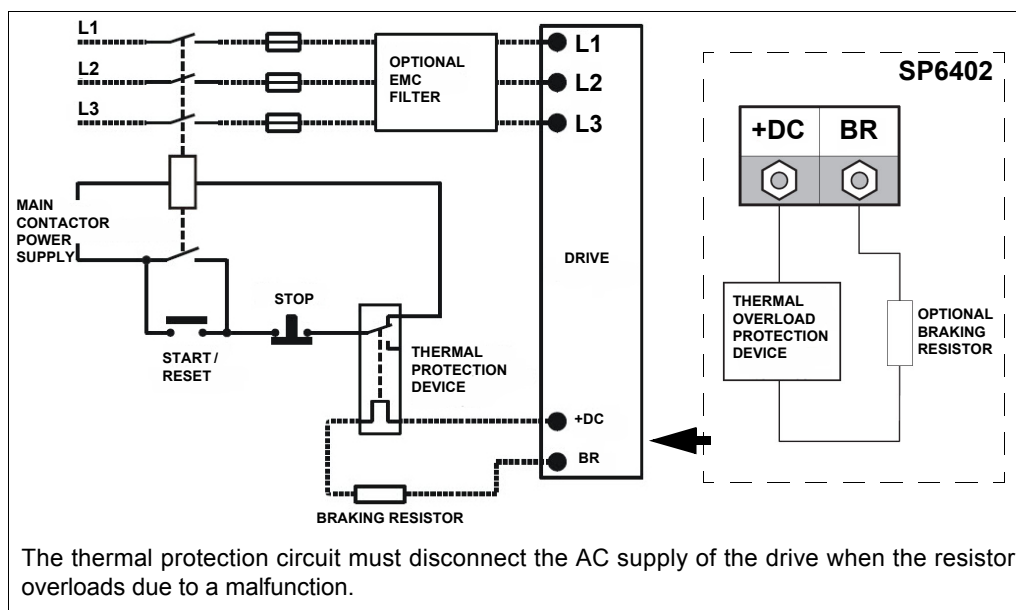 L1
L2
L3
OPTIONAL
EMC
FILTER
L1
L2
L3
SP6402
+DC
BR
MAIN
CONTACTOR
POWER
SUPPLY
DRIVE
STOP
START /
RESET
THERMAL
PROTECTION
DEVICE
THERMAL
OVERLOAD
PROTECTION
DEVICE
OPTIONAL
BRAKING
RESISTOR
+DC
BR
BRAKING RESISTOR
The thermal protection circuit must disconnect the AC supply of the drive when the resistor
overloads due to a malfunction.